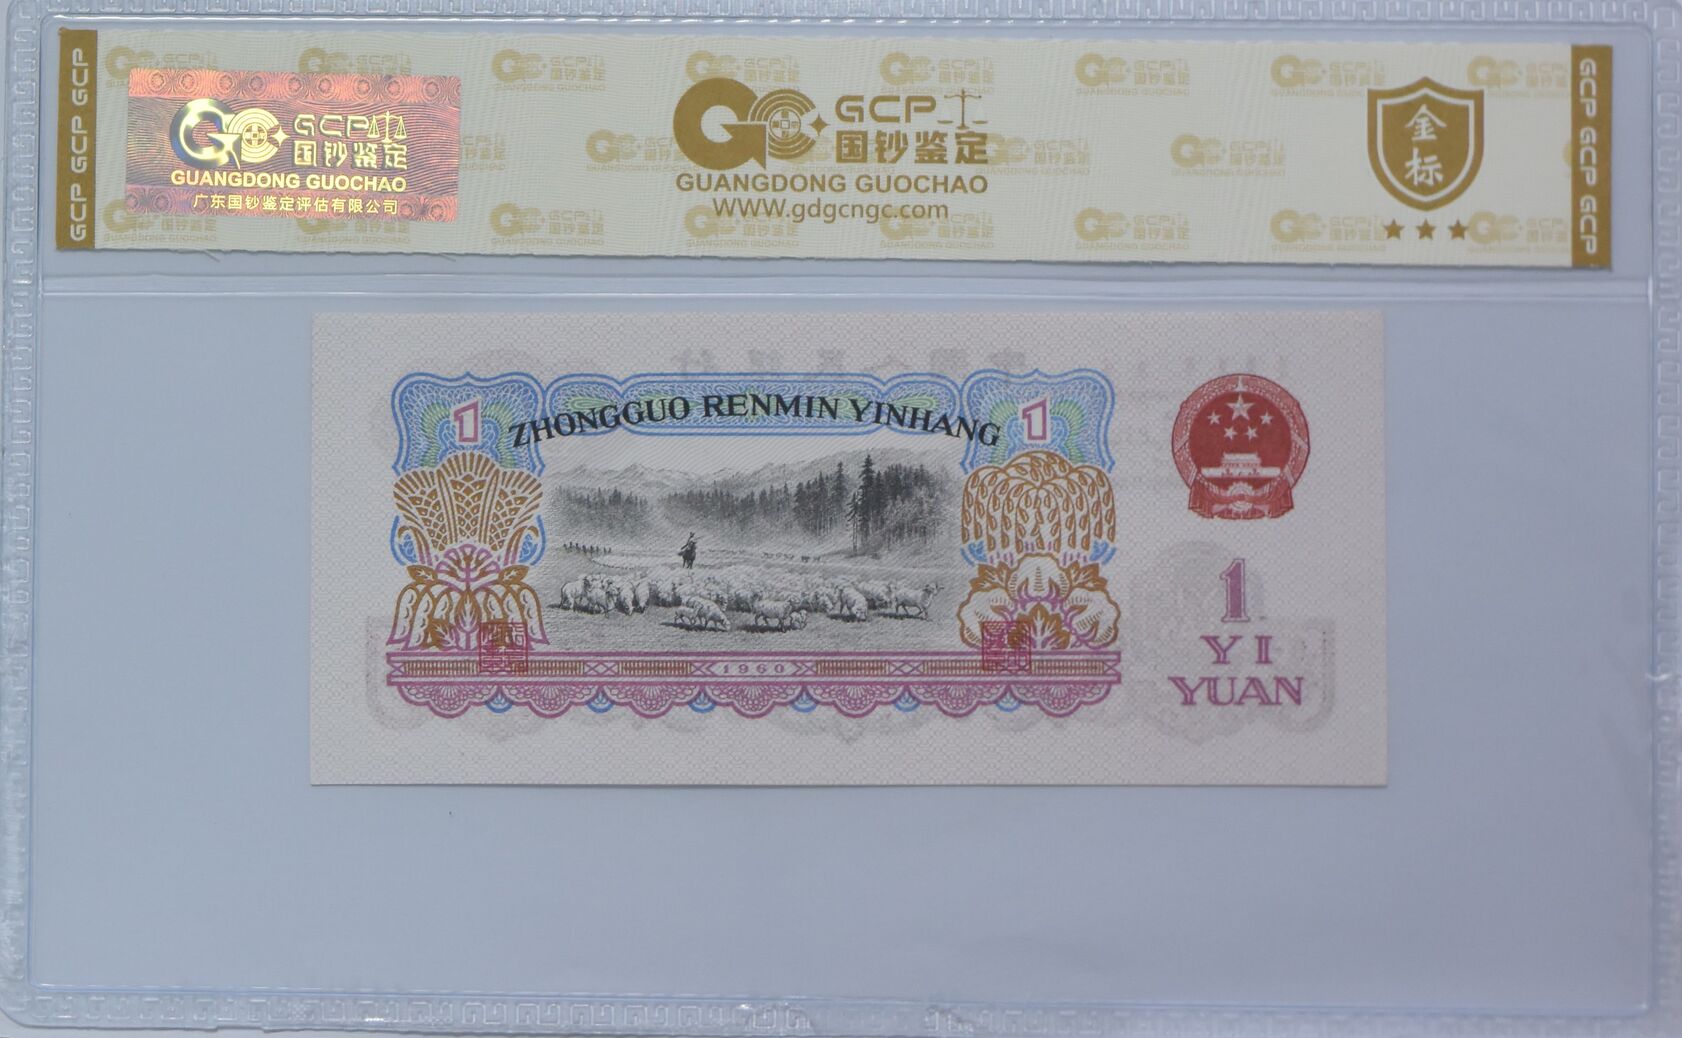 GCP GCP GCP
GCP
国钞鉴定
GUANGDONG GUOCHAO
广东国钞鉴定评估有限公司
GCP
国钞鉴定
GUANGDONG GUOCHAO
WWW.gdgcngc.com
金标
GCP GCP GCP
1
ZHONGGUO RENMIN YINHANG
1
1960
1
YI
YUAN